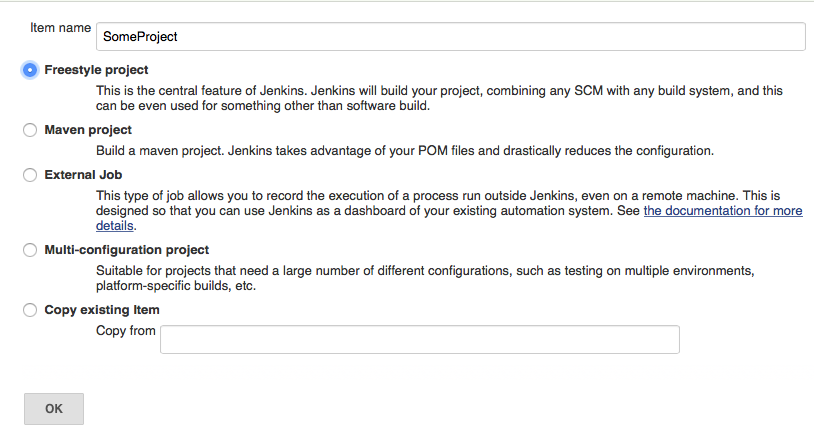 Item name
SomeProject
Freestyle project
This is the central feature of Jenkins. Jenkins will build your project, combining any SCM with any build system, and this
can be even used for something other than software build.
Maven project
Build a maven project. Jenkins takes advantage of your POM files and drastically reduces the configuration.
External Job
This type of job allows you to record the execution of a process run outside Jenkins, even on a remote machine. This is
designed so that you can use Jenkins as a dashboard of your existing automation system. See the documentation for more
details.
Multi-configuration project
Suitable for projects that need a large number of different configurations, such as testing on multiple environments,
platform-specific builds, etc.
Copy existing Item
Copy from
OK